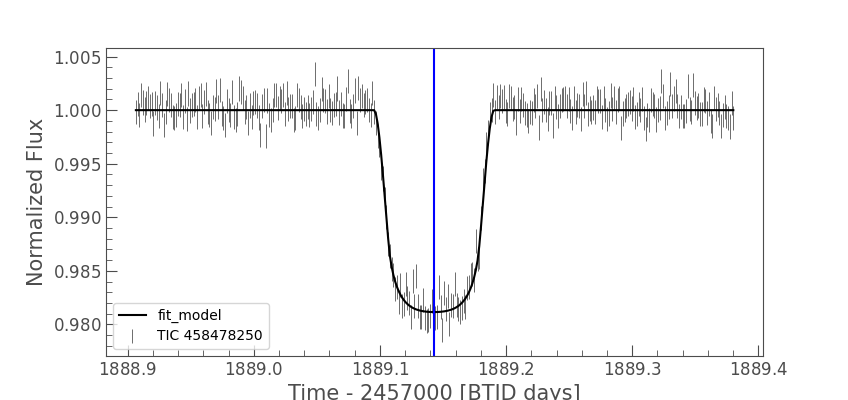 1.005
1.000
0.995
0.990
0.985
0.980
Normalized Flux
fit_model
TIC 458478250
1888.9 1889.0 1889.1 1889.2 1889.3 1889.4
Time - 2457000 [BTJD days]